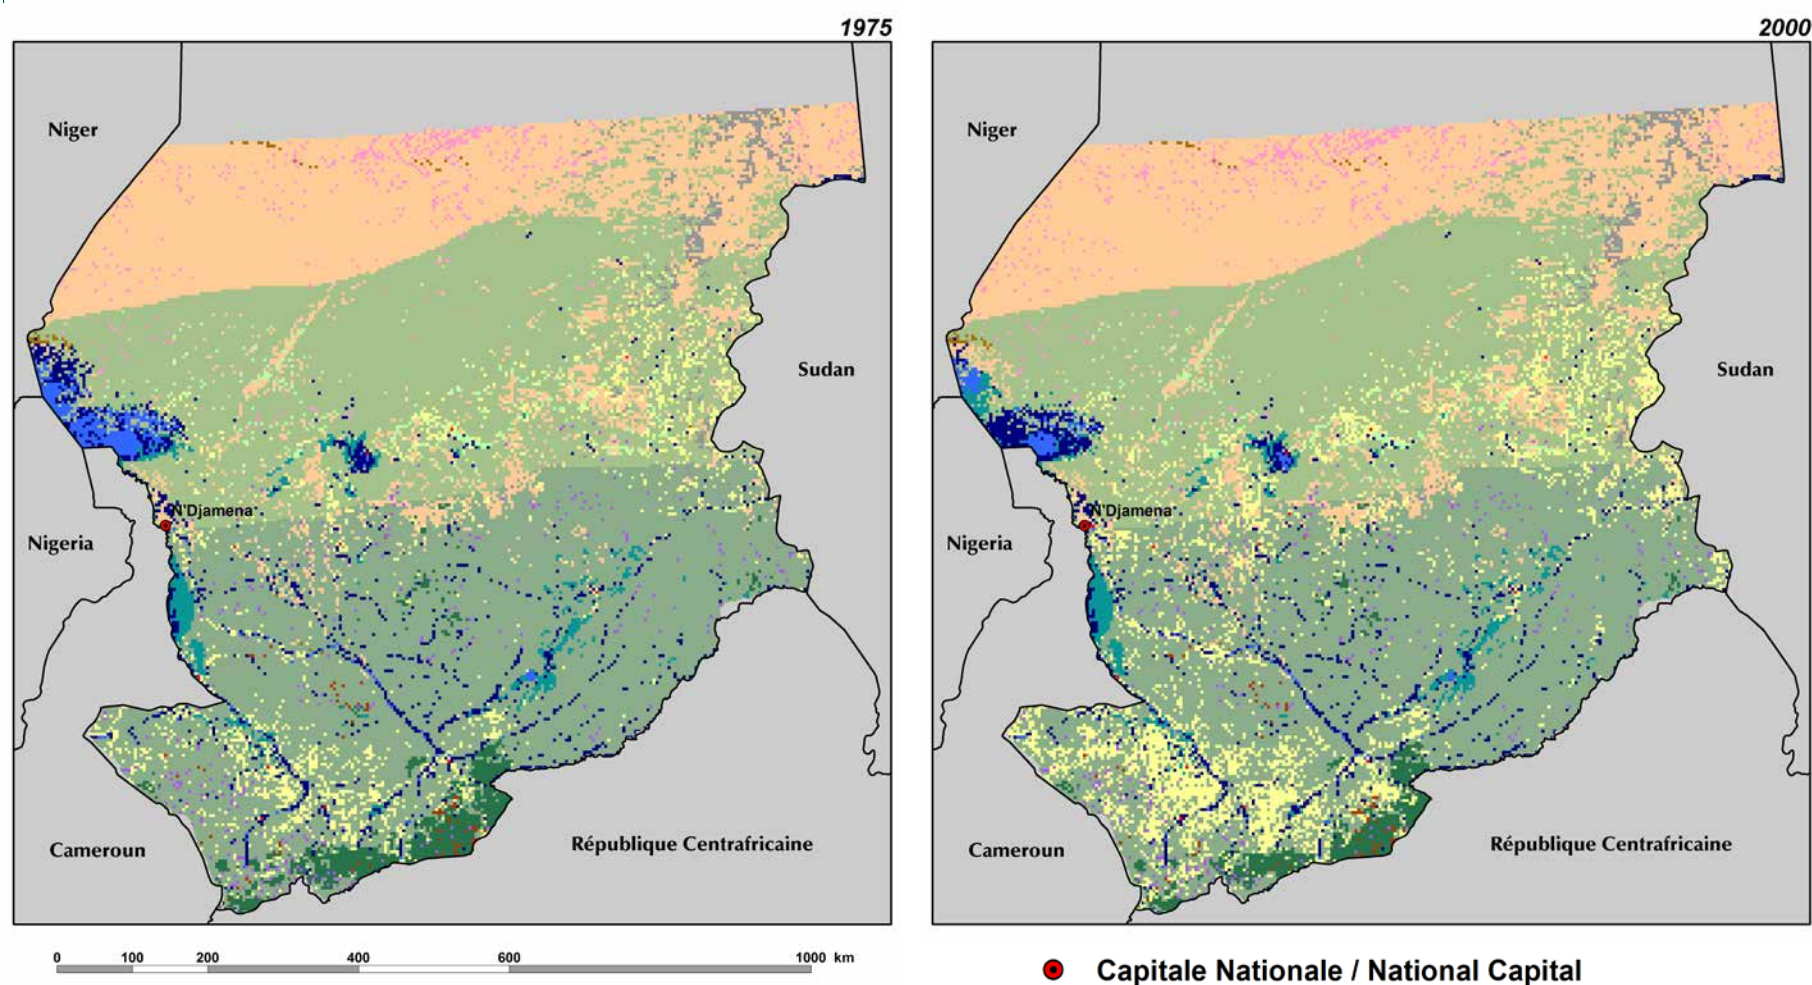 1975
Niger
Sudan
N'Djamena
Nigeria
Cameroun
République Centrafricaine
0 100 200 400 600 1000 km
2000
Niger
Sudan
N'Djamena
Nigeria
Cameroun
République Centrafricaine
Capitale Nationale / National Capital